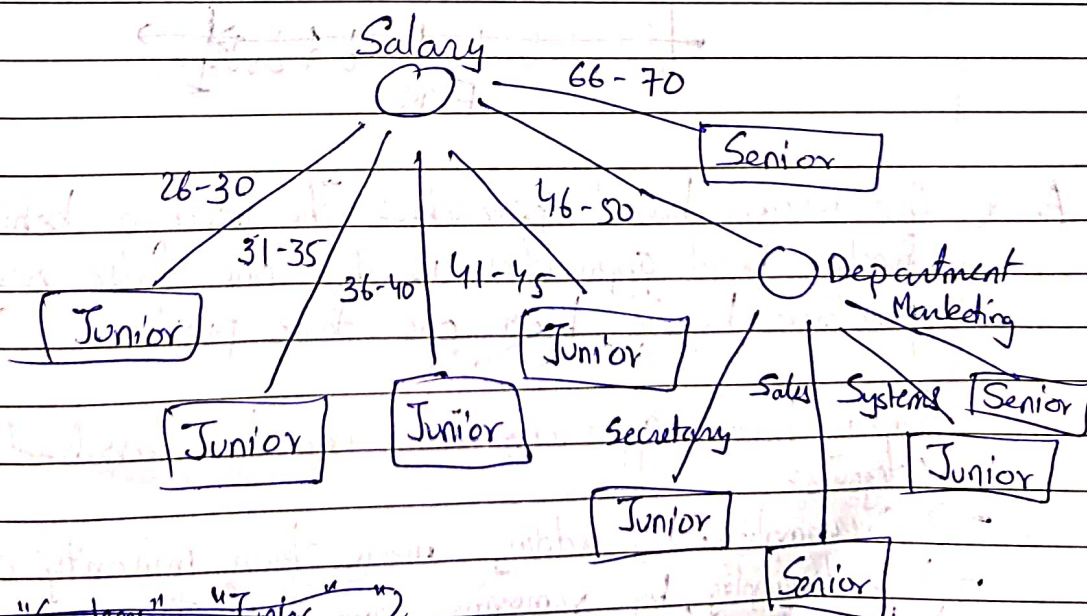 Salary
66-70
Senior
26-30
46-50
31-35
36-40
41-45
Department
Marketing
Junior
Junior
Sales
Systems
Senior
Junior
Junior
Secretary
Junior
Junior
Senior